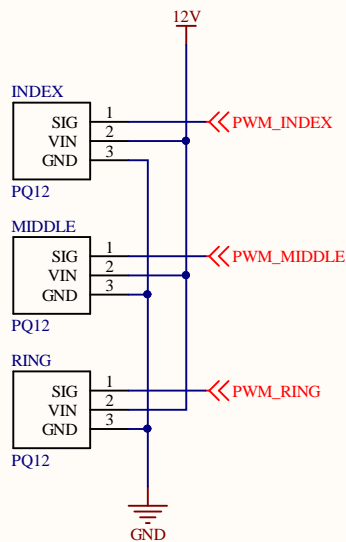 12V
INDEX
SIG 1 PWM_INDEX
VIN 2
GND 3
PQ12
MIDDLE
SIG 1 PWM_MIDDLE
VIN 2
GND 3
PQ12
RING
SIG 1 PWM_RING
VIN 2
GND 3
PQ12
GND